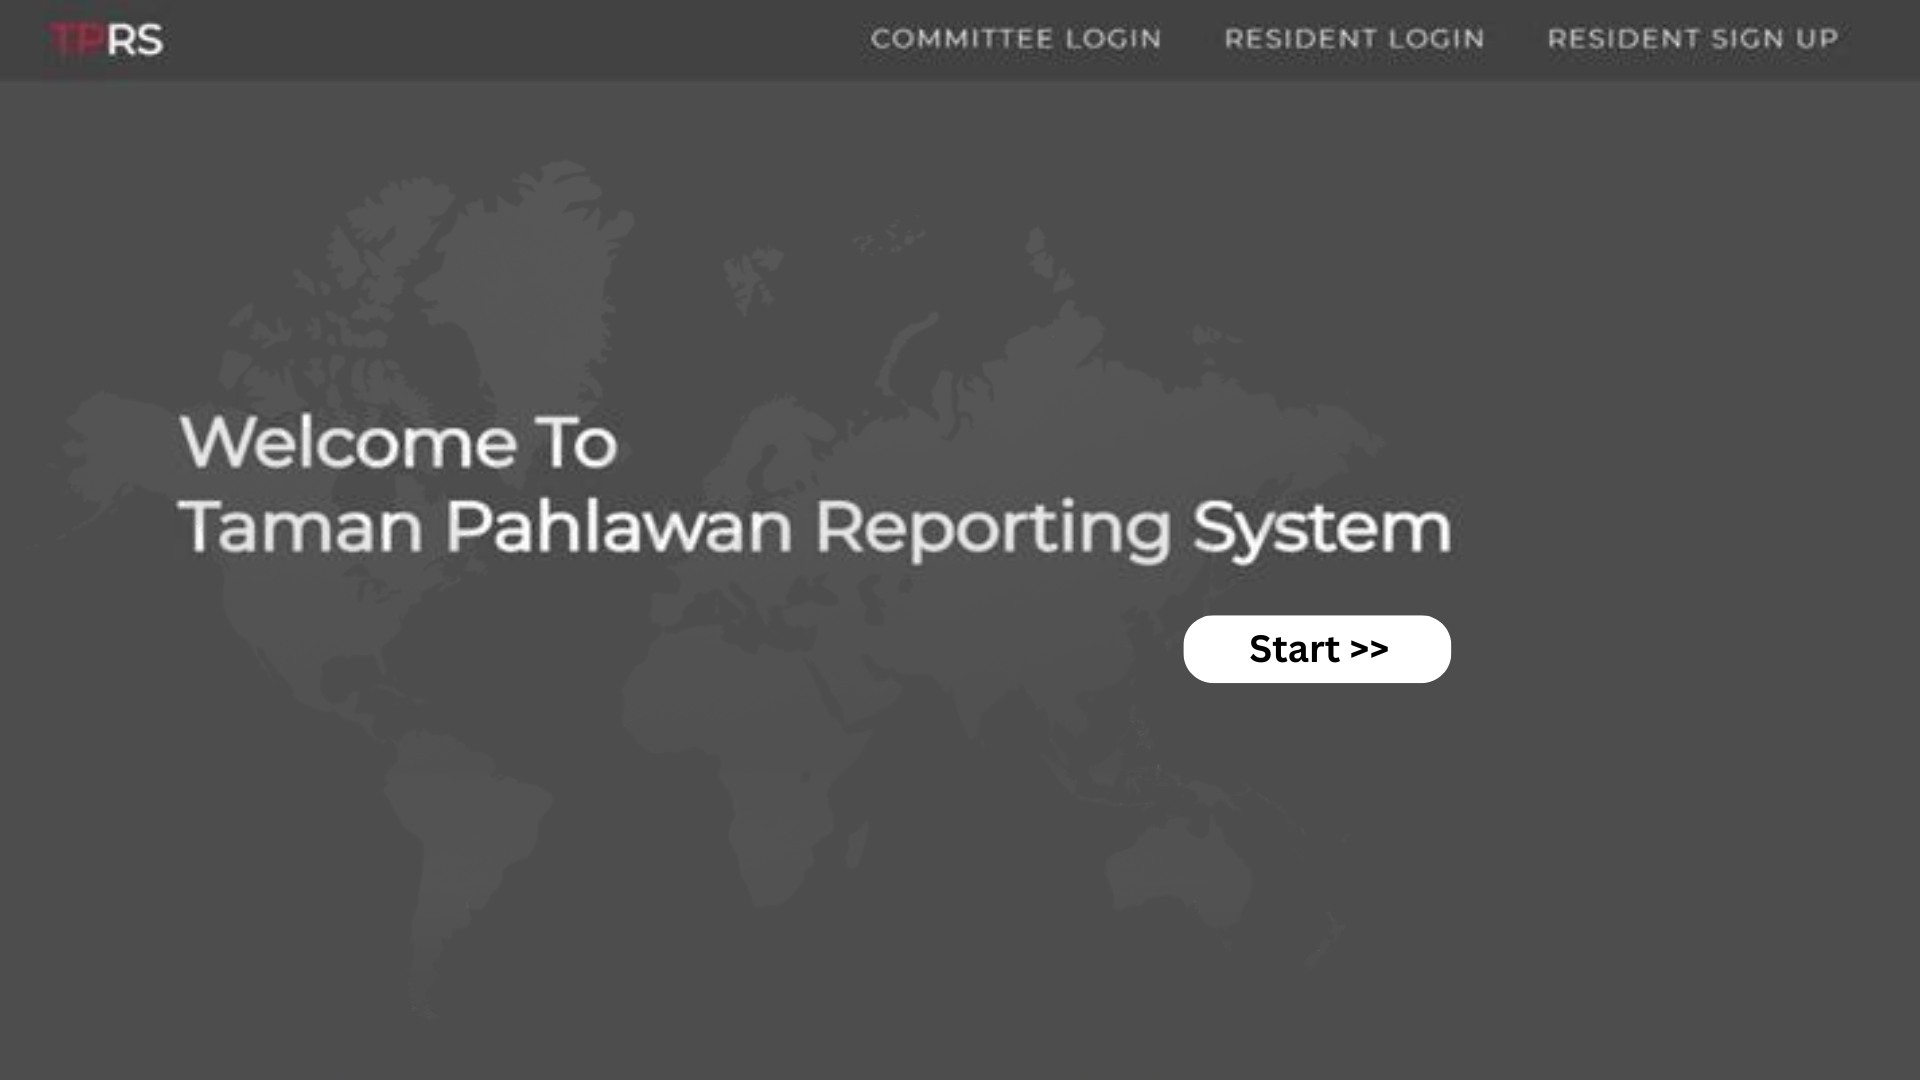 TPRS
COMMITTEE LOGIN
RESIDENT LOGIN
RESIDENT SIGN UP
Welcome To
Taman Pahlawan Reporting System
Start >>